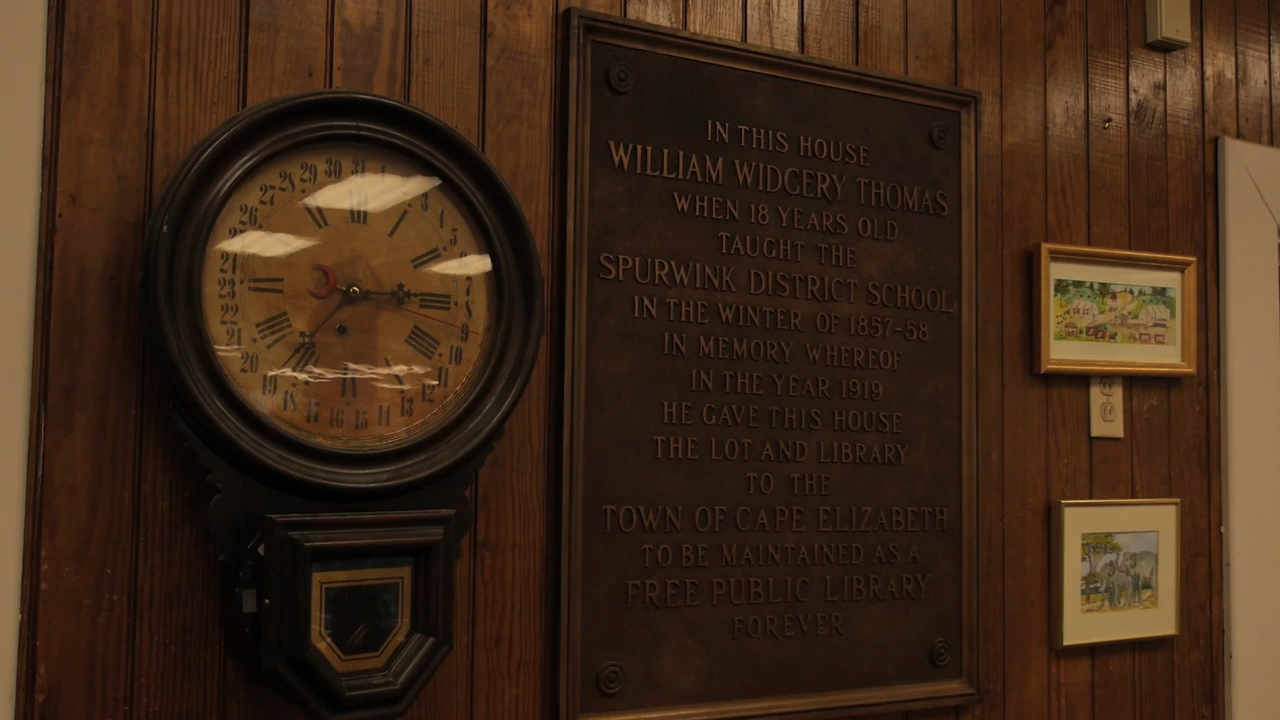 IN THIS HOUSE
WILLIAM WIDGERY THOMAS
WHEN 18 YEARS OLD
TAUGHT THE
SPURWINK DISTRICT SCHOOL
IN THE WINTER OF 1857-58
IN MEMORY WHEREOF
IN THE YEAR 1919
HE GAVE THIS HOUSE
THE LOT AND LIBRARY
TO THE
TOWN OF CAPE ELIZABETH
TO BE MAINTAINED AS A
FREE PUBLIC LIBRARY
FOREVER